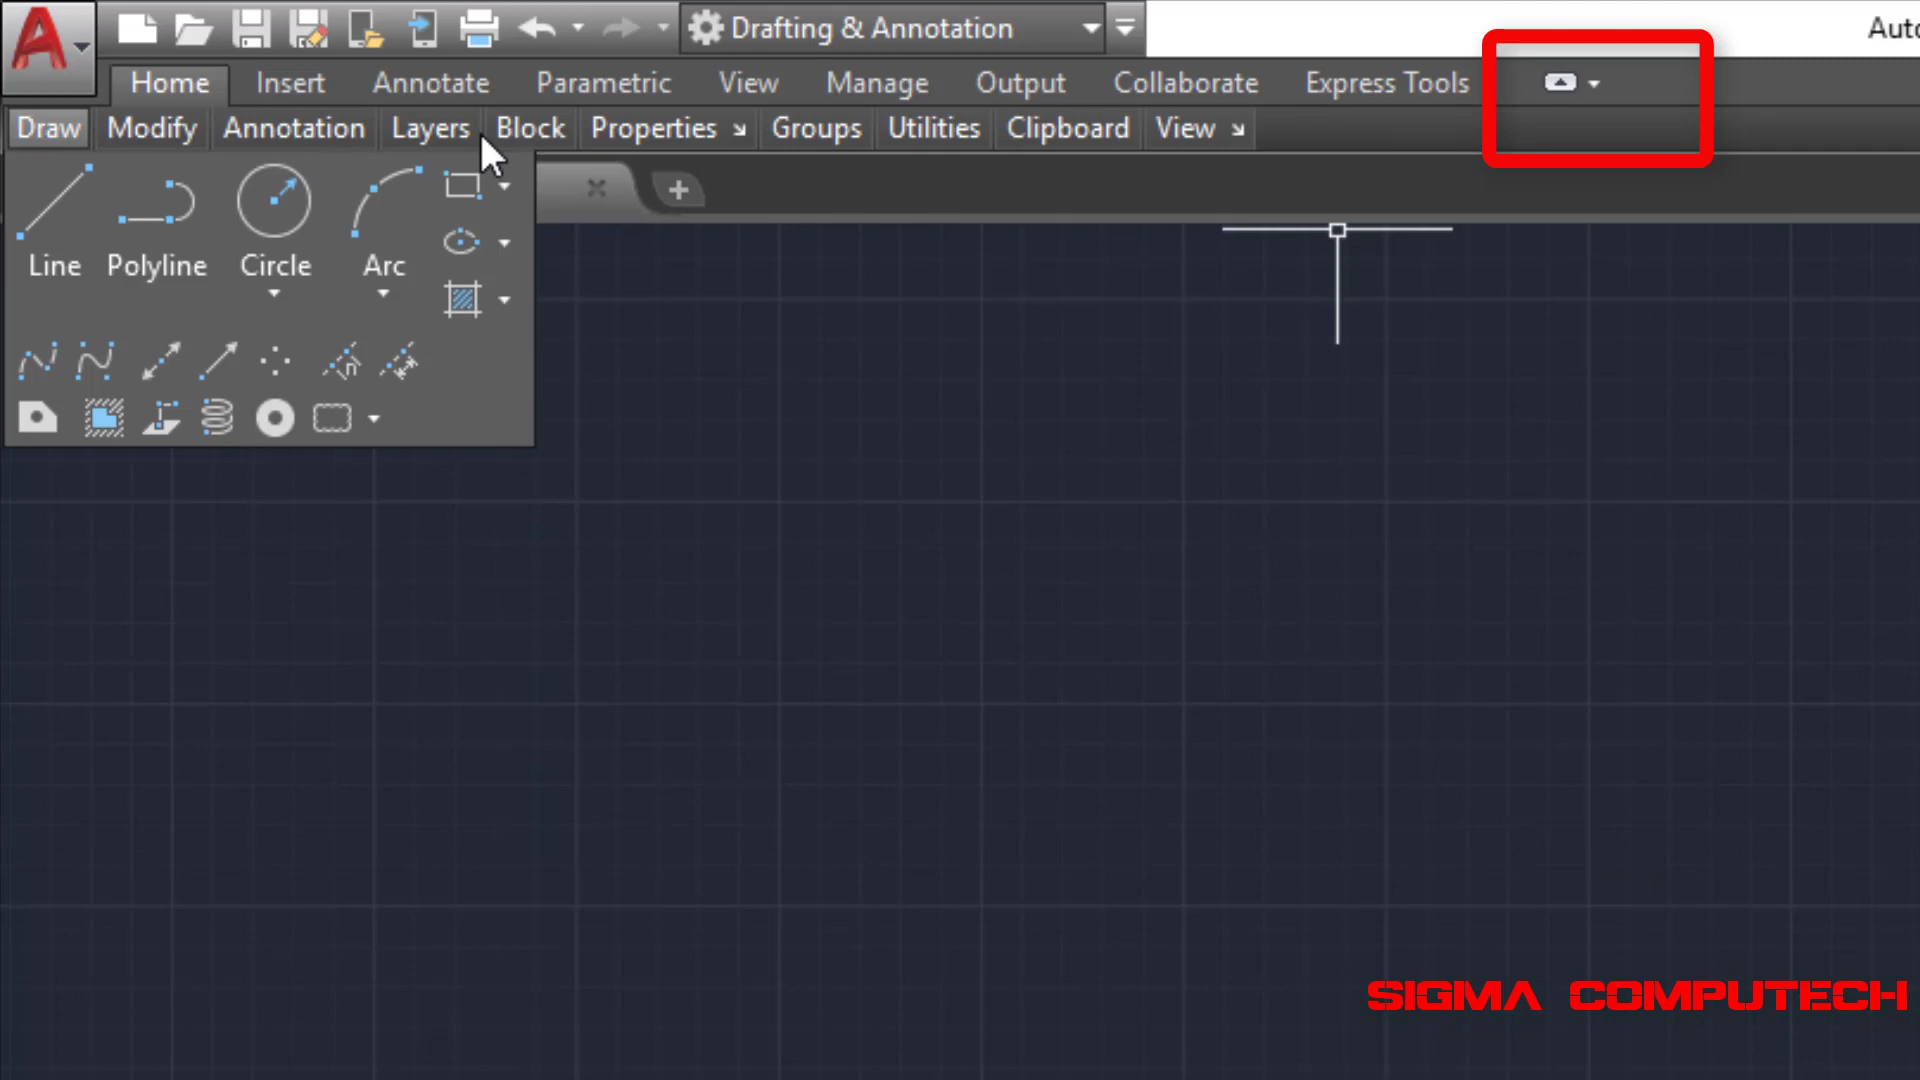 Drafting & Annotation
Auto
Home Insert Annotate Parametric View Manage Output Collaborate Express Tools
Draw Modify Annotation Layers Block Properties Groups Utilities Clipboard View
Line Polyline Circle Arc
SIGMA COMPUTECH